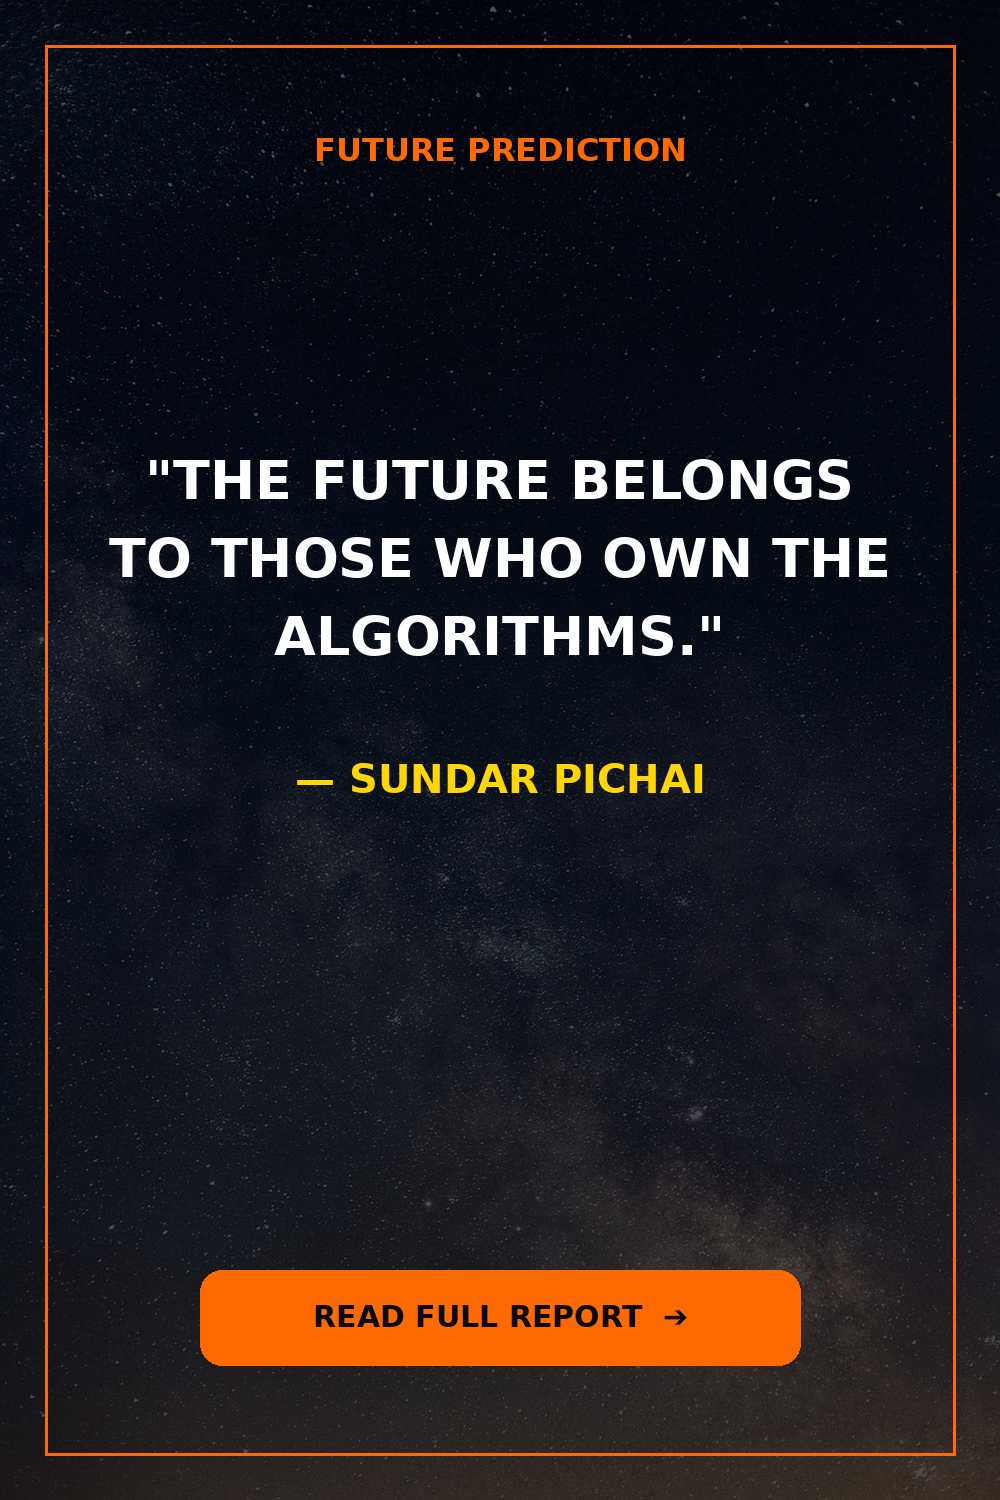 FUTURE PREDICTION
"THE FUTURE BELONGS
TO THOSE WHO OWN THE
ALGORITHMS."
— SUNDAR PICHAI
READ FULL REPORT ➔